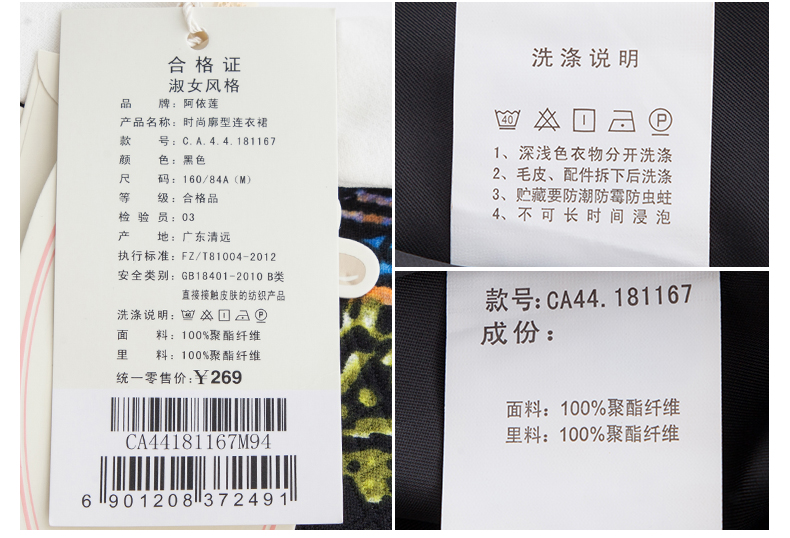 合格证
淑女风格
品 牌：阿依莲
产品名称：时尚廓型连衣裙
款 号：C.A.4.4.181167
颜 色：黑色
尺 码：160/84A（M）
等 级：合格品
检 验 员：03
产 地：广东清远
执行标准：FZ/T81004-2012
安全类别：GB18401-2010 B类
直接接触皮肤的纺织产品
洗涤说明：
面 料：100%聚酯纤维
里 料：100%聚酯纤维
统一零售价：￥269
CA44181167M94
6 901208 372491
洗涤说明
40
1、深浅色衣物分开洗涤
2、毛皮、配件拆下后洗涤
3、贮藏要防潮防霉防虫蛀
4、不可长时间浸泡
款号：CA44.181167
成份：
面料：100%聚酯纤维
里料：100%聚酯纤维